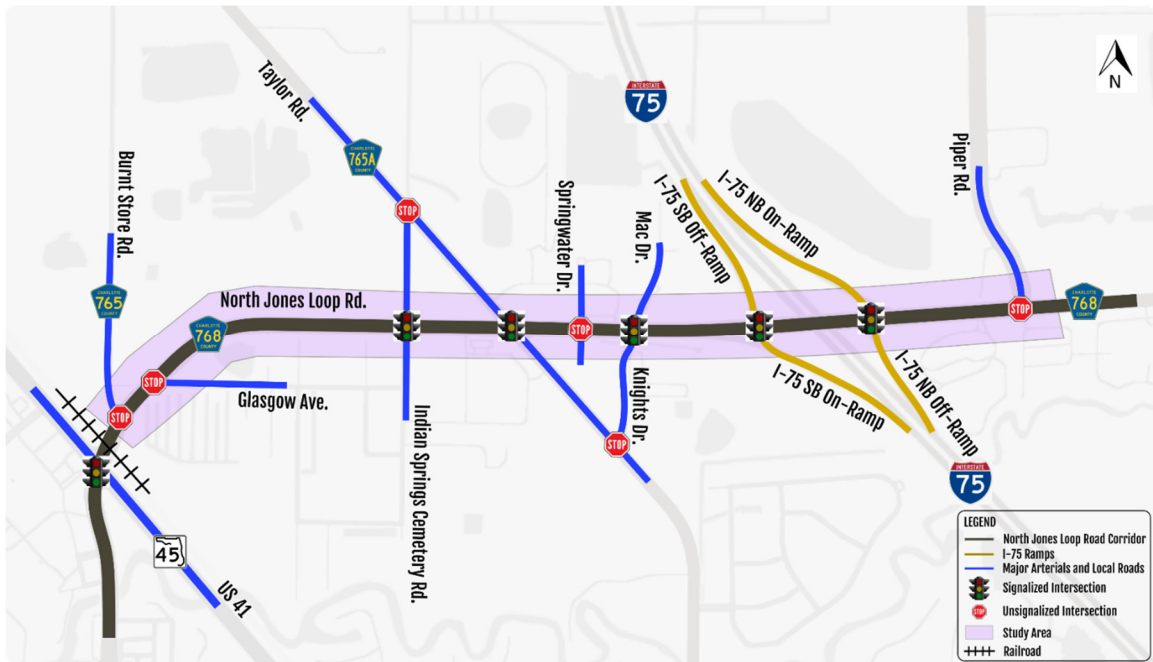 N
INTERSTATE
75
Taylor Rd.
CHARLOTTE
765A
COUNTY
Burnt Store Rd.
Piper Rd.
STOP
Springwater Dr.
Mac Dr.
I-75 SB Off-Ramp
I-75 NB On-Ramp
CHARLOTTE
765
COUNTY
North Jones Loop Rd.
CHARLOTTE
768
COUNTY
STOP
STOP
CHARLOTTE
768
COUNTY
STOP
Glasgow Ave.
STOP
Indian Springs Cemetery Rd.
Knights Dr.
STOP
I-75 SB On-Ramp
I-75 NB Off-Ramp
INTERSTATE
75
45
US 41
LEGEND
North Jones Loop Road Corridor
I-75 Ramps
Major Arterials and Local Roads
Signalized Intersection
STOP
Unsignalized Intersection
Study Area
Railroad